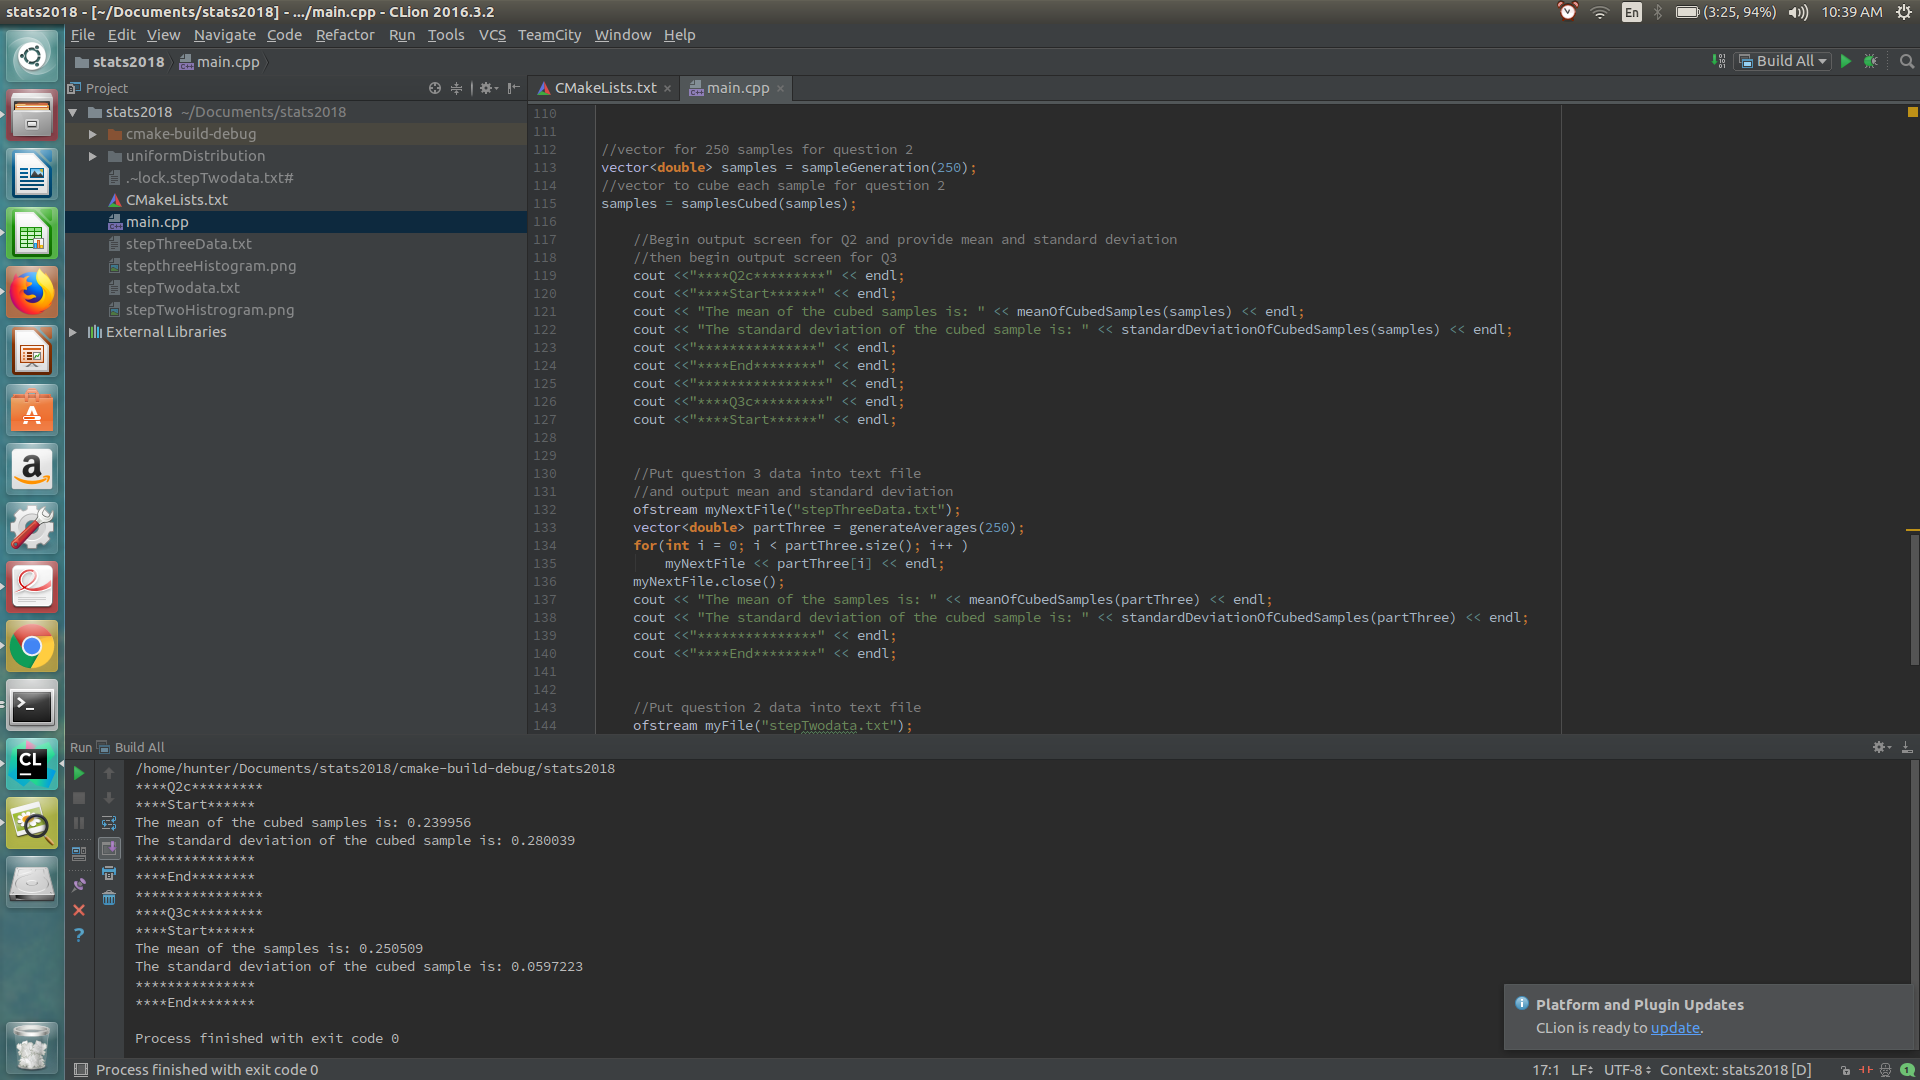 stats2018 - [~/Documents/stats2018] - .../main.cpp - CLion 2016.3.2
En (3:25, 94%) 10:39 AM
File Edit View Navigate Code Refactor Run Tools VCS TeamCity Window Help
stats2018 main.cpp
Build All
Project
CMakeLists.txt main.cpp
stats2018 ~/Documents/stats2018
cmake-build-debug
uniformDistribution
.~lock.stepTwodata.txt#
CMakeLists.txt
main.cpp
stepThreeData.txt
stepthreeHistogram.png
stepTwodata.txt
stepTwoHistrogram.png
External Libraries
110
111
112 //vector for 250 samples for question 2
113 vector<double> samples = sampleGeneration(250);
114 //vector to cube each sample for question 2
115 samples = samplesCubed(samples);
116
117 //Begin output screen for Q2 and provide mean and standard deviation
118 //then begin output screen for Q3
119 cout <<"****Q2c*********" << endl;
120 cout <<"****Start******" << endl;
121 cout << "The mean of the cubed samples is: " << meanOfCubedSamples(samples) << endl;
122 cout << "The standard deviation of the cubed sample is: " << standardDeviationOfCubedSamples(samples) << endl;
123 cout <<"***************" << endl;
124 cout <<"****End********" << endl;
125 cout <<"****************" << endl;
126 cout <<"****Q3c*********" << endl;
127 cout <<"****Start******" << endl;
128
129
130 //Put question 3 data into text file
131 //and output mean and standard deviation
132 ofstream myNextFile("stepThreeData.txt");
133 vector<double> partThree = generateAverages(250);
134 for(int i = 0; i < partThree.size(); i++ )
135 myNextFile << partThree[i] << endl;
136 myNextFile.close();
137 cout << "The mean of the samples is: " << meanOfCubedSamples(partThree) << endl;
138 cout << "The standard deviation of the cubed sample is: " << standardDeviationOfCubedSamples(partThree) << endl;
139 cout <<"***************" << endl;
140 cout <<"****End********" << endl;
141
142
143 //Put question 2 data into text file
144 ofstream myFile("stepTwodata.txt");
Run Build All
/home/hunter/Documents/stats2018/cmake-build-debug/stats2018
****Q2c*********
****Start******
The mean of the cubed samples is: 0.239956
The standard deviation of the cubed sample is: 0.280039
***************
****End********
****************
****Q3c*********
****Start******
The mean of the samples is: 0.250509
The standard deviation of the cubed sample is: 0.0597223
***************
****End********
Process finished with exit code 0
Platform and Plugin Updates
CLion is ready to update.
Process finished with exit code 0
17:1 LF UTF-8 Context: stats2018 [D] 1
CL